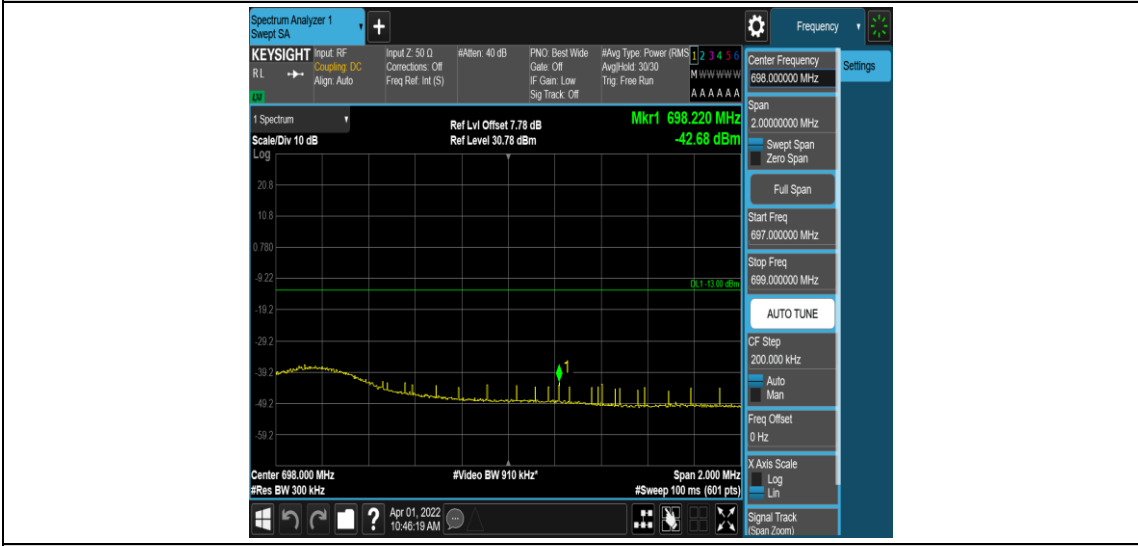 Spectrum Analyzer 1
Swept SA
+
Frequency
KEYSIGHT
RL
Input: RF
Coupling: DC
Align: Auto
Input Z: 50 Ω
Corrections: Off
Freq Ref: Int (S)
#Atten: 40 dB
PNO: Best Wide
Gate: Off
IF Gain: Low
Sig Track: Off
#Avg Type: Power (RMS
Avg|Hold: 30/30
Trig: Free Run
1 2 3 4 5 6
M W W W W W
A A A A A A
1 Spectrum
Scale/Div 10 dB
Log
Ref Lvl Offset 7.78 dB
Ref Level 30.78 dBm
Mkr1 698.220 MHz
-42.68 dBm
20.8
10.8
0.780
-9.22
DL1 -13.00 dBm
-19.2
-29.2
-39.2
1
-49.2
-59.2
Center 698.000 MHz
#Res BW 300 kHz
#Video BW 910 kHz*
Span 2.000 MHz
#Sweep 100 ms (601 pts)
?
Apr 01, 2022
10:46:19 AM
Center Frequency
698.000000 MHz
Settings
Span
2.00000000 MHz
Swept Span
Zero Span
Full Span
Start Freq
697.000000 MHz
Stop Freq
699.000000 MHz
AUTO TUNE
CF Step
200.000 kHz
Auto
Man
Freq Offset
0 Hz
X Axis Scale
Log
Lin
Signal Track
(Span Zoom)